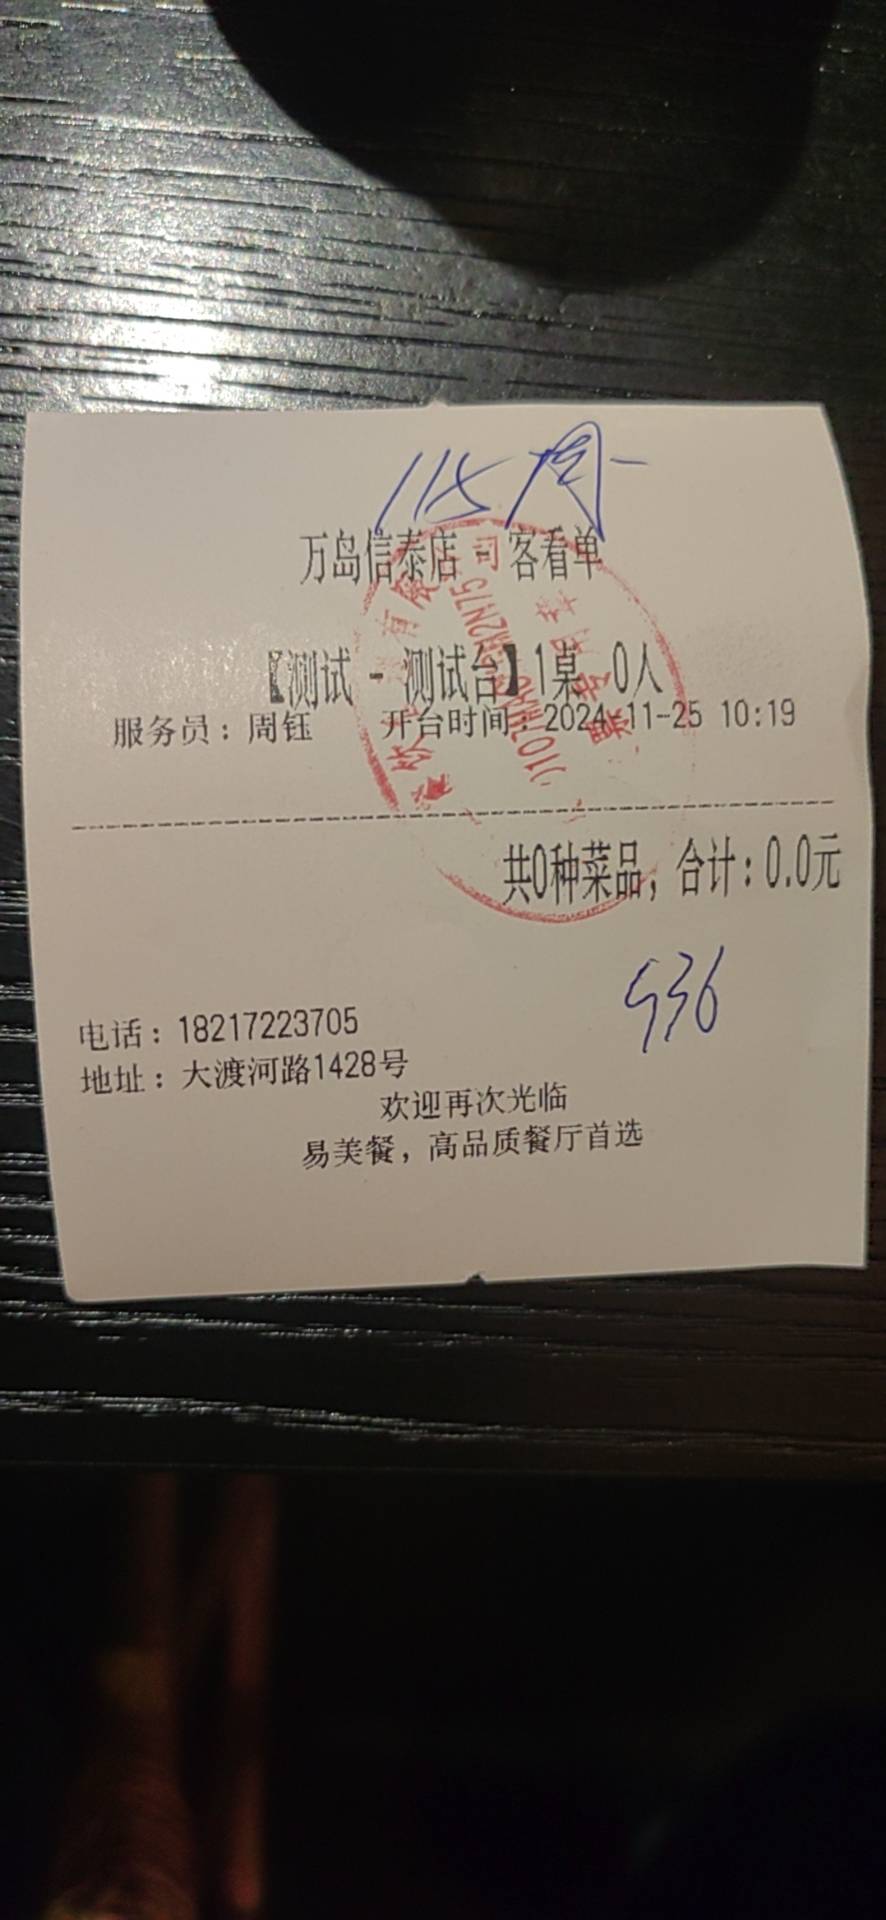 万岛信泰店 - 客看单
【测试 - 测试台】1桌 0人
服务员：周钰 开台时间：2024-11-25 10:19
共0种菜品，合计：0.0元
536
电话：18217223705
地址：大渡河路1428号
欢迎再次光临
易美餐，高品质餐厅首选